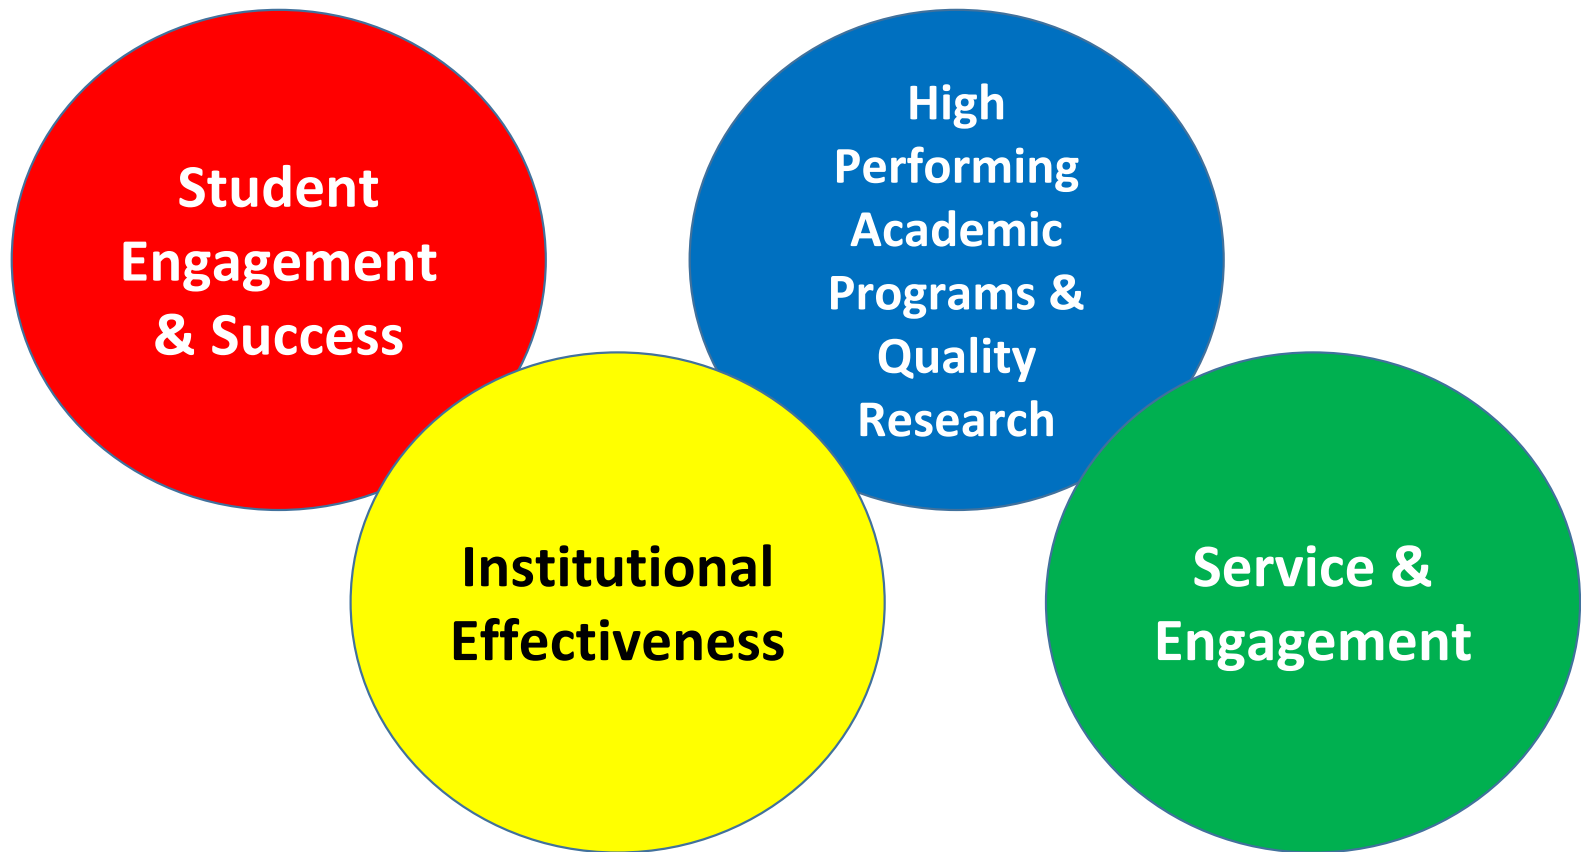 Student
Engagement
& Success
High
Performing
Academic
Programs &
Quality
Research
Institutional
Effectiveness
Service &
Engagement